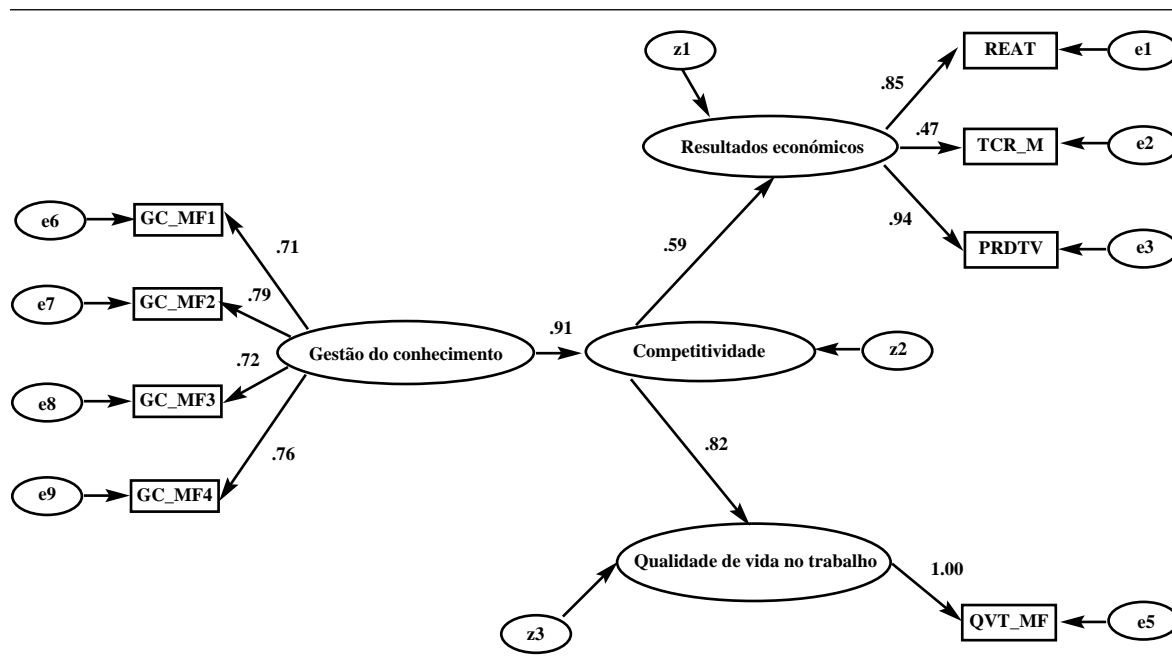 z1
REAT
e1
.85
Resultados económicos
.47
TCR_M
e2
e6
GC_MF1
.71
.59
.94
PRDTV
e3
e7
GC_MF2
.79
Gestão do conhecimento
.91
Competitividade
z2
.72
e8
GC_MF3
.76
.82
e9
GC_MF4
Qualidade de vida no trabalho
1.00
z3
QVT_MF
e5